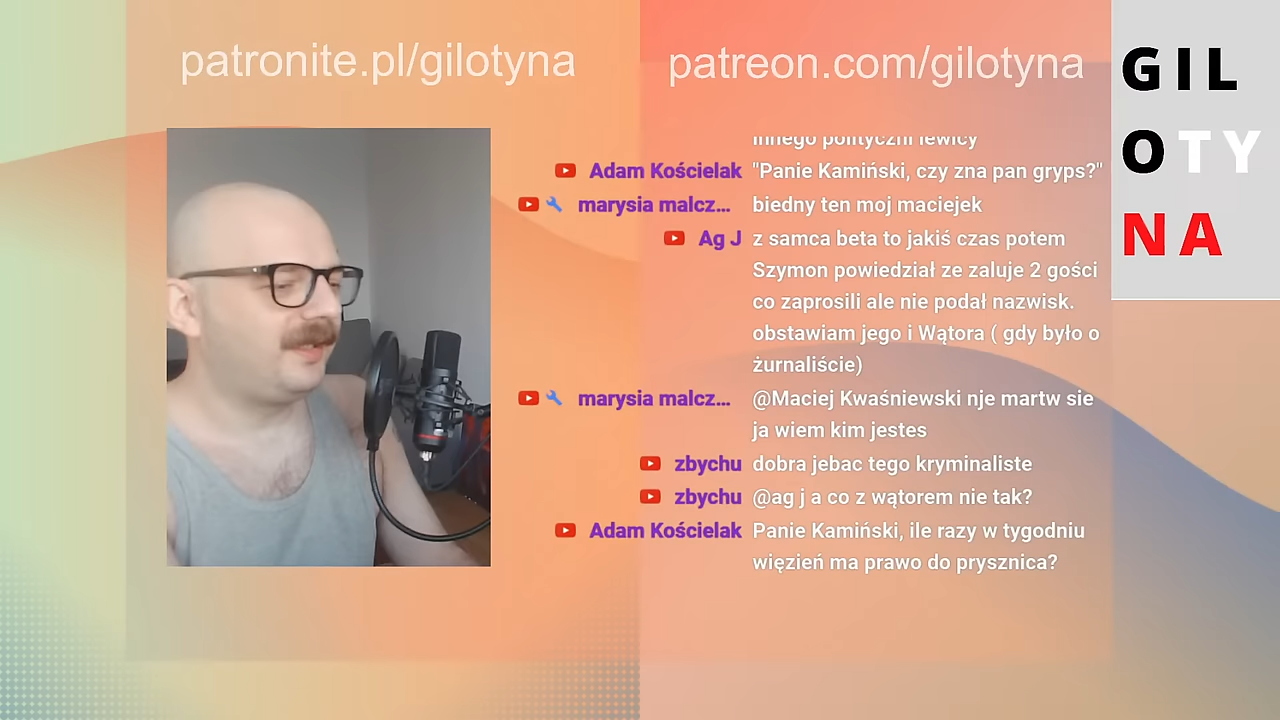 patronite.pl/gilotyna
patreon.com/gilotyna
GIL
OTY
NA
innego polityczni lewicy
Adam Kościelak "Panie Kamiński, czy zna pan gryps?"
marysia malcz... biedny ten moj maciejek
Ag J z samca beta to jakiś czas potem
Szymon powiedział ze zaluje 2 gości
co zaprosili ale nie podał nazwisk.
obstawiam jego i Wątora ( gdy było o
żurnaliście)
marysia malcz... @Maciej Kwaśniewski nje martw sie
ja wiem kim jestes
zbychu dobra jebac tego kryminaliste
zbychu @ag j a co z wątorem nie tak?
Adam Kościelak Panie Kamiński, ile razy w tygodniu
więzień ma prawo do prysznica?